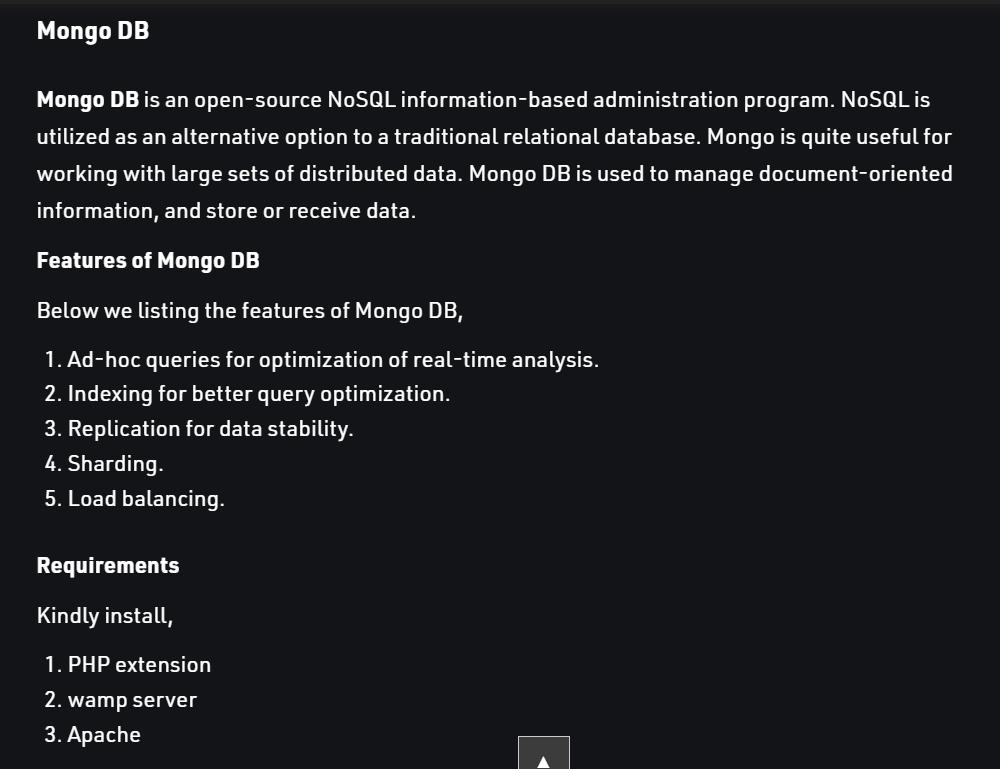 Mongo DB
Mongo DB is an open-source NoSQL information-based administration program. NoSQL is
utilized as an alternative option to a traditional relational database. Mongo is quite useful for
working with large sets of distributed data. Mongo DB is used to manage document-oriented
information, and store or receive data.
Features of Mongo DB
Below we listing the features of Mongo DB,
1. Ad-hoc queries for optimization of real-time analysis.
2. Indexing for better query optimization.
3. Replication for data stability.
4. Sharding.
5. Load balancing.
Requirements
Kindly install,
1. PHP extension
2. wamp server
3. Apache